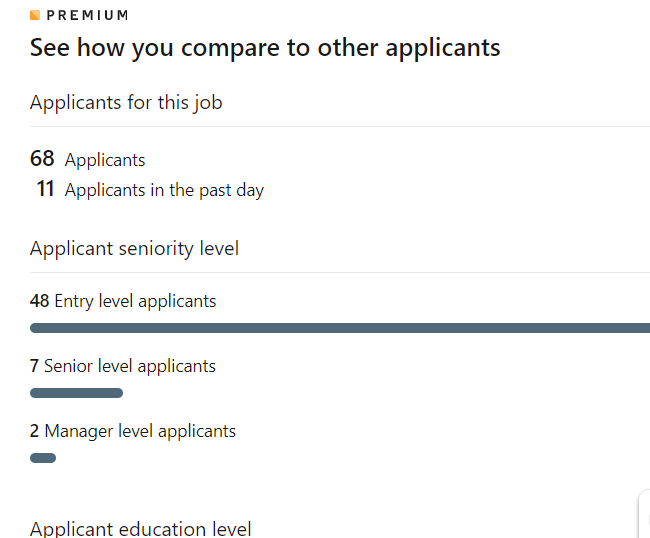 PREMIUM
See how you compare to other applicants
Applicants for this job
68 Applicants
11 Applicants in the past day
Applicant seniority level
48 Entry level applicants
7 Senior level applicants
2 Manager level applicants
Applicant education level